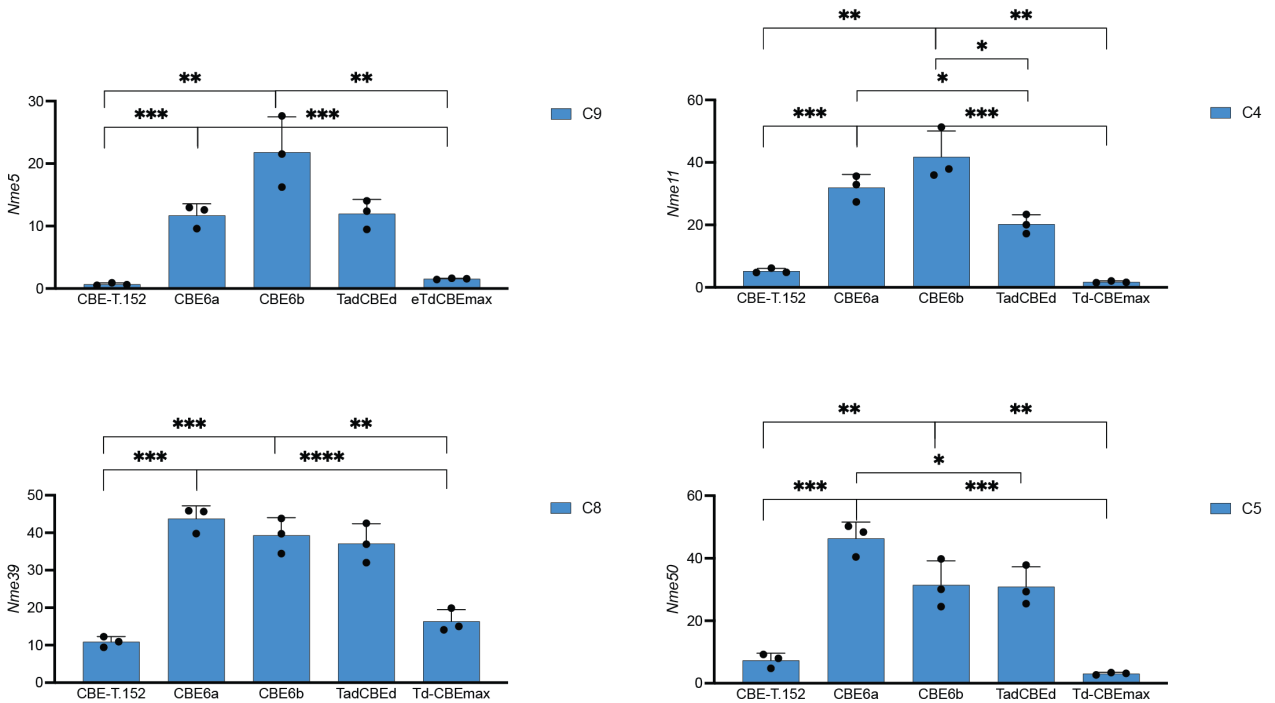 ** **
*** ***
30
20
10
0
Nme5
CBE-T.152 CBE6a CBE6b TadCBEd eTdCBEmax
C9
** **
*
*
*** ***
60
40
20
0
Nme11
CBE-T.152 CBE6a CBE6b TadCBEd Td-CBEmax
C4
*** **
*** ****
50
40
30
20
10
0
Nme39
CBE-T.152 CBE6a CBE6b TadCBEd Td-CBEmax
C8
** **
*
*** ***
60
40
20
0
Nme50
CBE-T.152 CBE6a CBE6b TadCBEd Td-CBEmax
C5